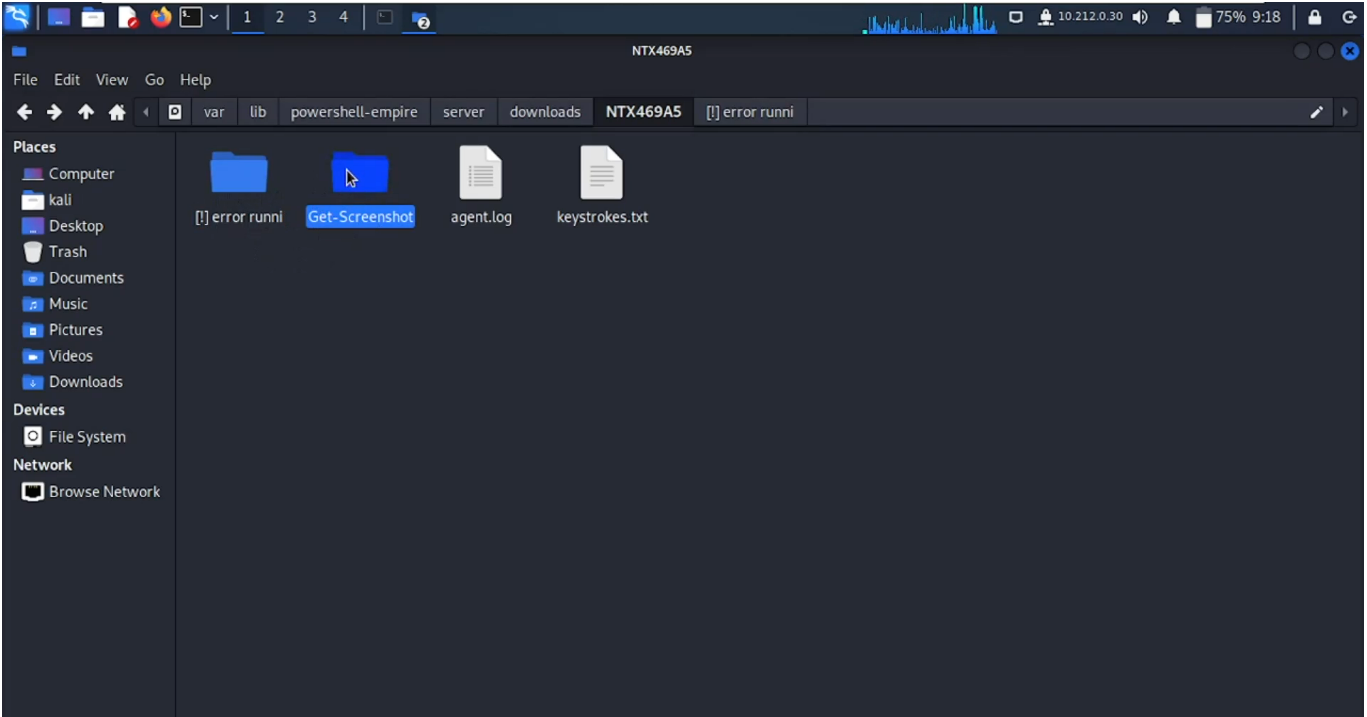 1 2 3 4 2 10.212.0.30 75% 9:18
NTX469A5
File Edit View Go Help
var lib powershell-empire server downloads NTX469A5 [!] error runni
Places
Computer
kali
Desktop
Trash
Documents
Music
Pictures
Videos
Downloads
Devices
File System
Network
Browse Network
[!] error runni Get-Screenshot agent.log keystrokes.txt